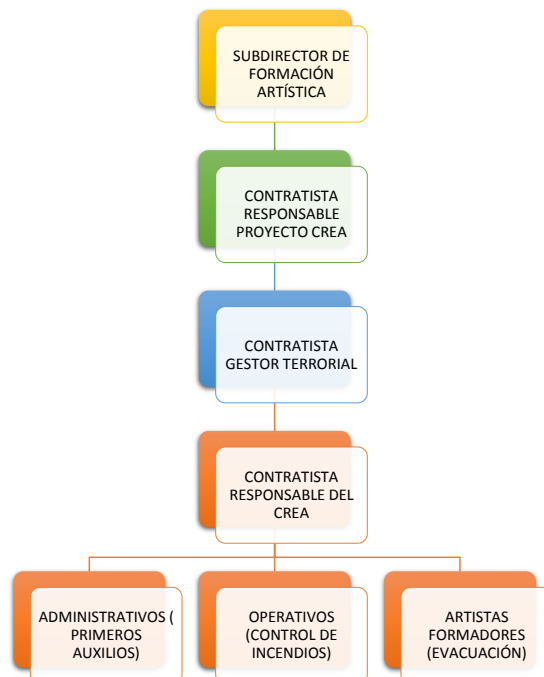 SUBDIRECTOR DE
FORMACIÓN
ARTÍSTICA
CONTRATISTA
RESPONSABLE
PROYECTO CREA
CONTRATISTA
GESTOR TERRORIAL
CONTRATISTA
RESPONSABLE DEL
CREA
ADMINISTRATIVOS (
PRIMEROS
AUXILIOS)
OPERATIVOS
(CONTROL DE
INCENDIOS)
ARTISTAS
FORMADORES
(EVACUACIÓN)